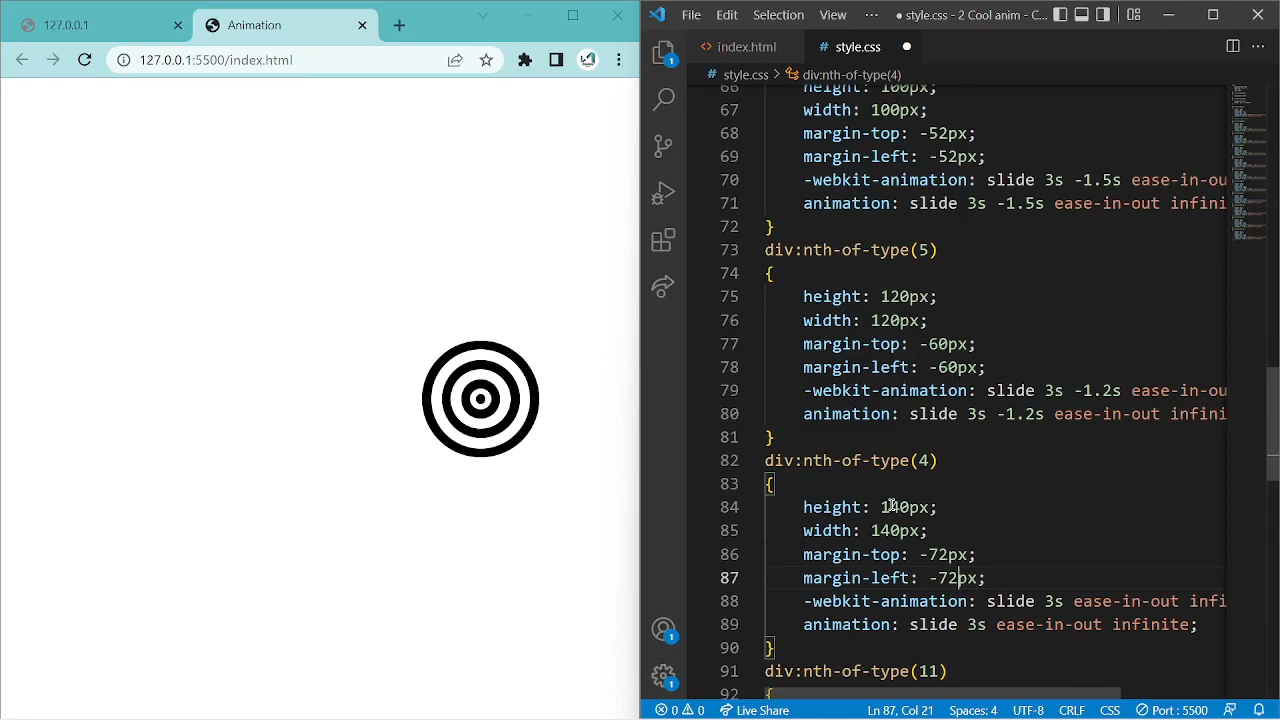 127.0.0.1
Animation
127.0.0.1:5500/index.html
File Edit Selection View ··· ● style.css - 2 Cool anim - C...
index.html
style.css
style.css > div:nth-of-type(4)
66 height: 100px;
67 width: 100px;
68 margin-top: -52px;
69 margin-left: -52px;
70 -webkit-animation: slide 3s -1.5s ease-in-ou
71 animation: slide 3s -1.5s ease-in-out infini
72 }
73 div:nth-of-type(5)
74 {
75 height: 120px;
76 width: 120px;
77 margin-top: -60px;
78 margin-left: -60px;
79 -webkit-animation: slide 3s -1.2s ease-in-ou
80 animation: slide 3s -1.2s ease-in-out infini
81 }
82 div:nth-of-type(4)
83 {
84 height: 140px;
85 width: 140px;
86 margin-top: -72px;
87 margin-left: -72px;
88 -webkit-animation: slide 3s ease-in-out infi
89 animation: slide 3s ease-in-out infinite;
90 }
91 div:nth-of-type(11)
92 {
1
1
1
0 0 Live Share Ln 87, Col 21 Spaces: 4 UTF-8 CRLF CSS Port : 5500